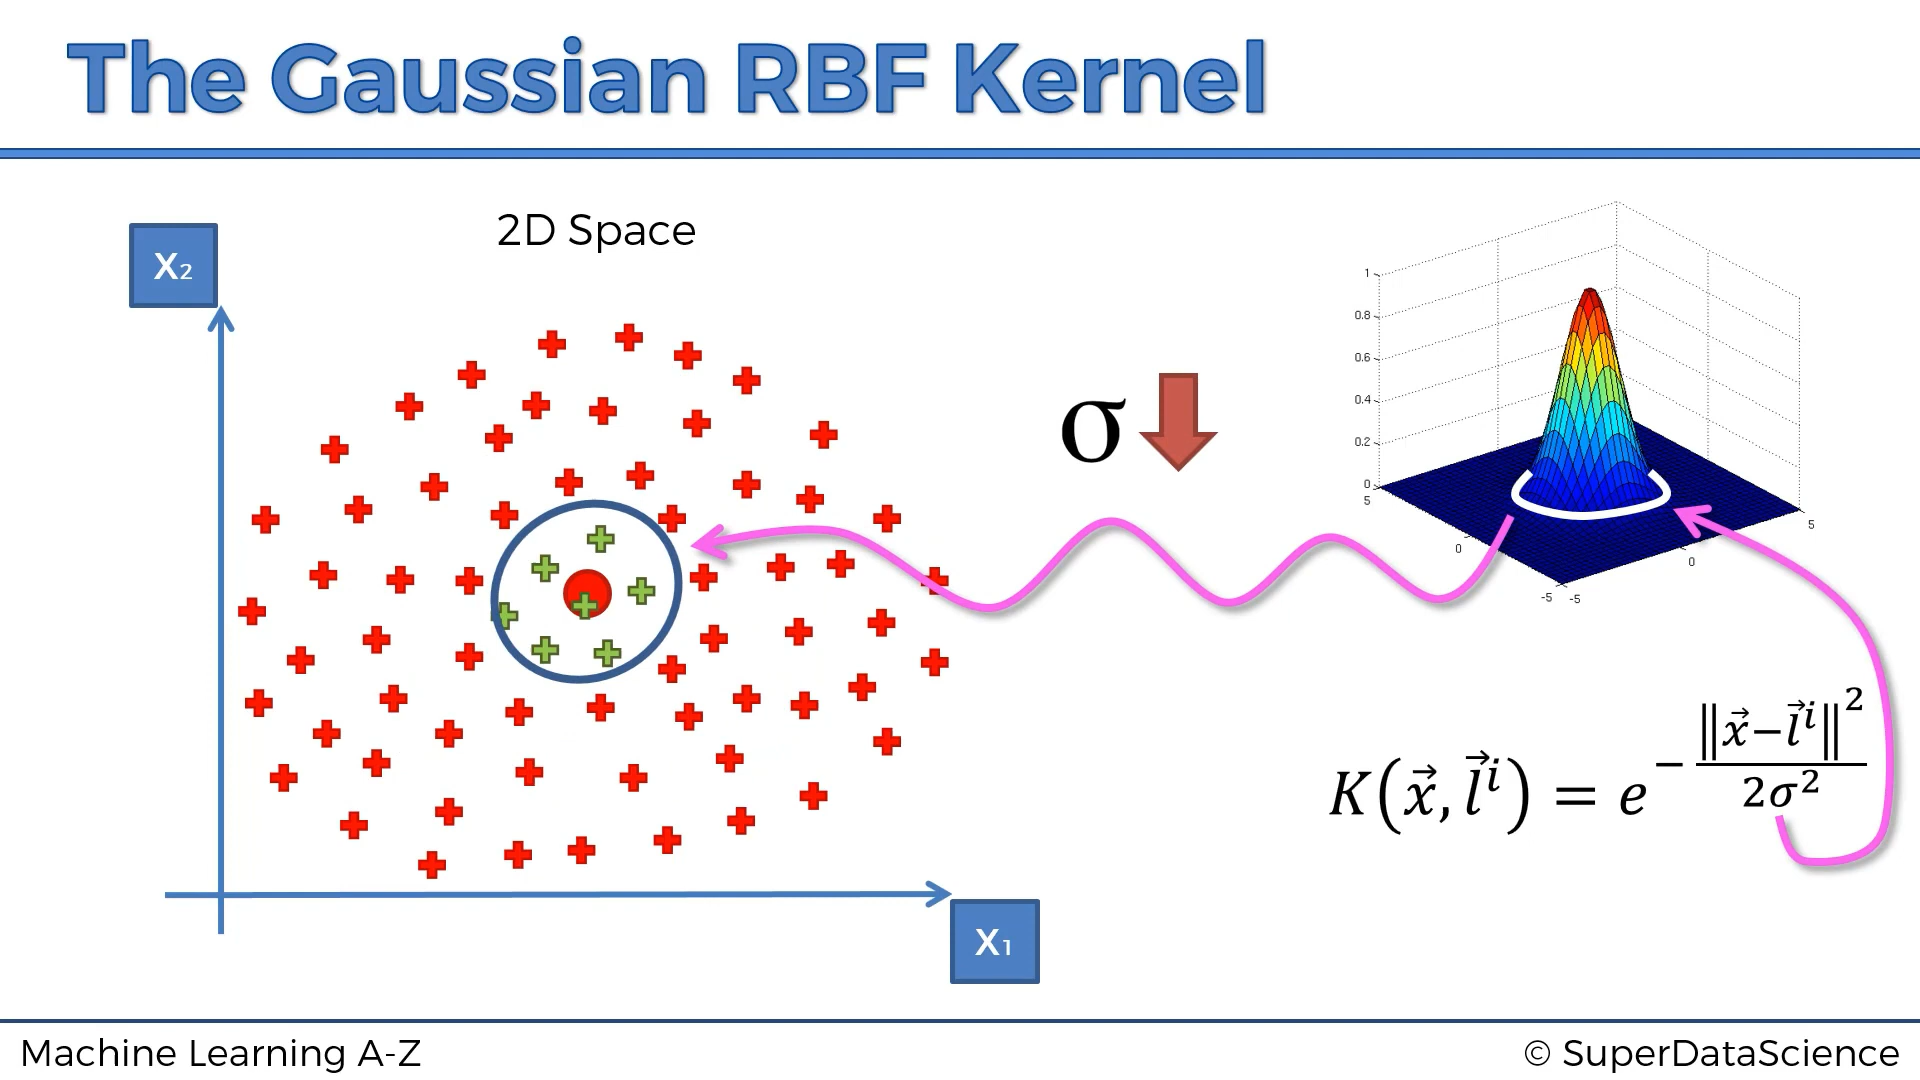 The Gaussian RBF Kernel
2D Space
X₂
X₁
σ
1
0.8
0.6
0.4
0.2
0
5
0
-5
-5
0
5
K(x⃗, l⃗ⁱ) = e^(−‖x⃗−l⃗ⁱ‖² / 2σ²)
Machine Learning A-Z
© SuperDataScience